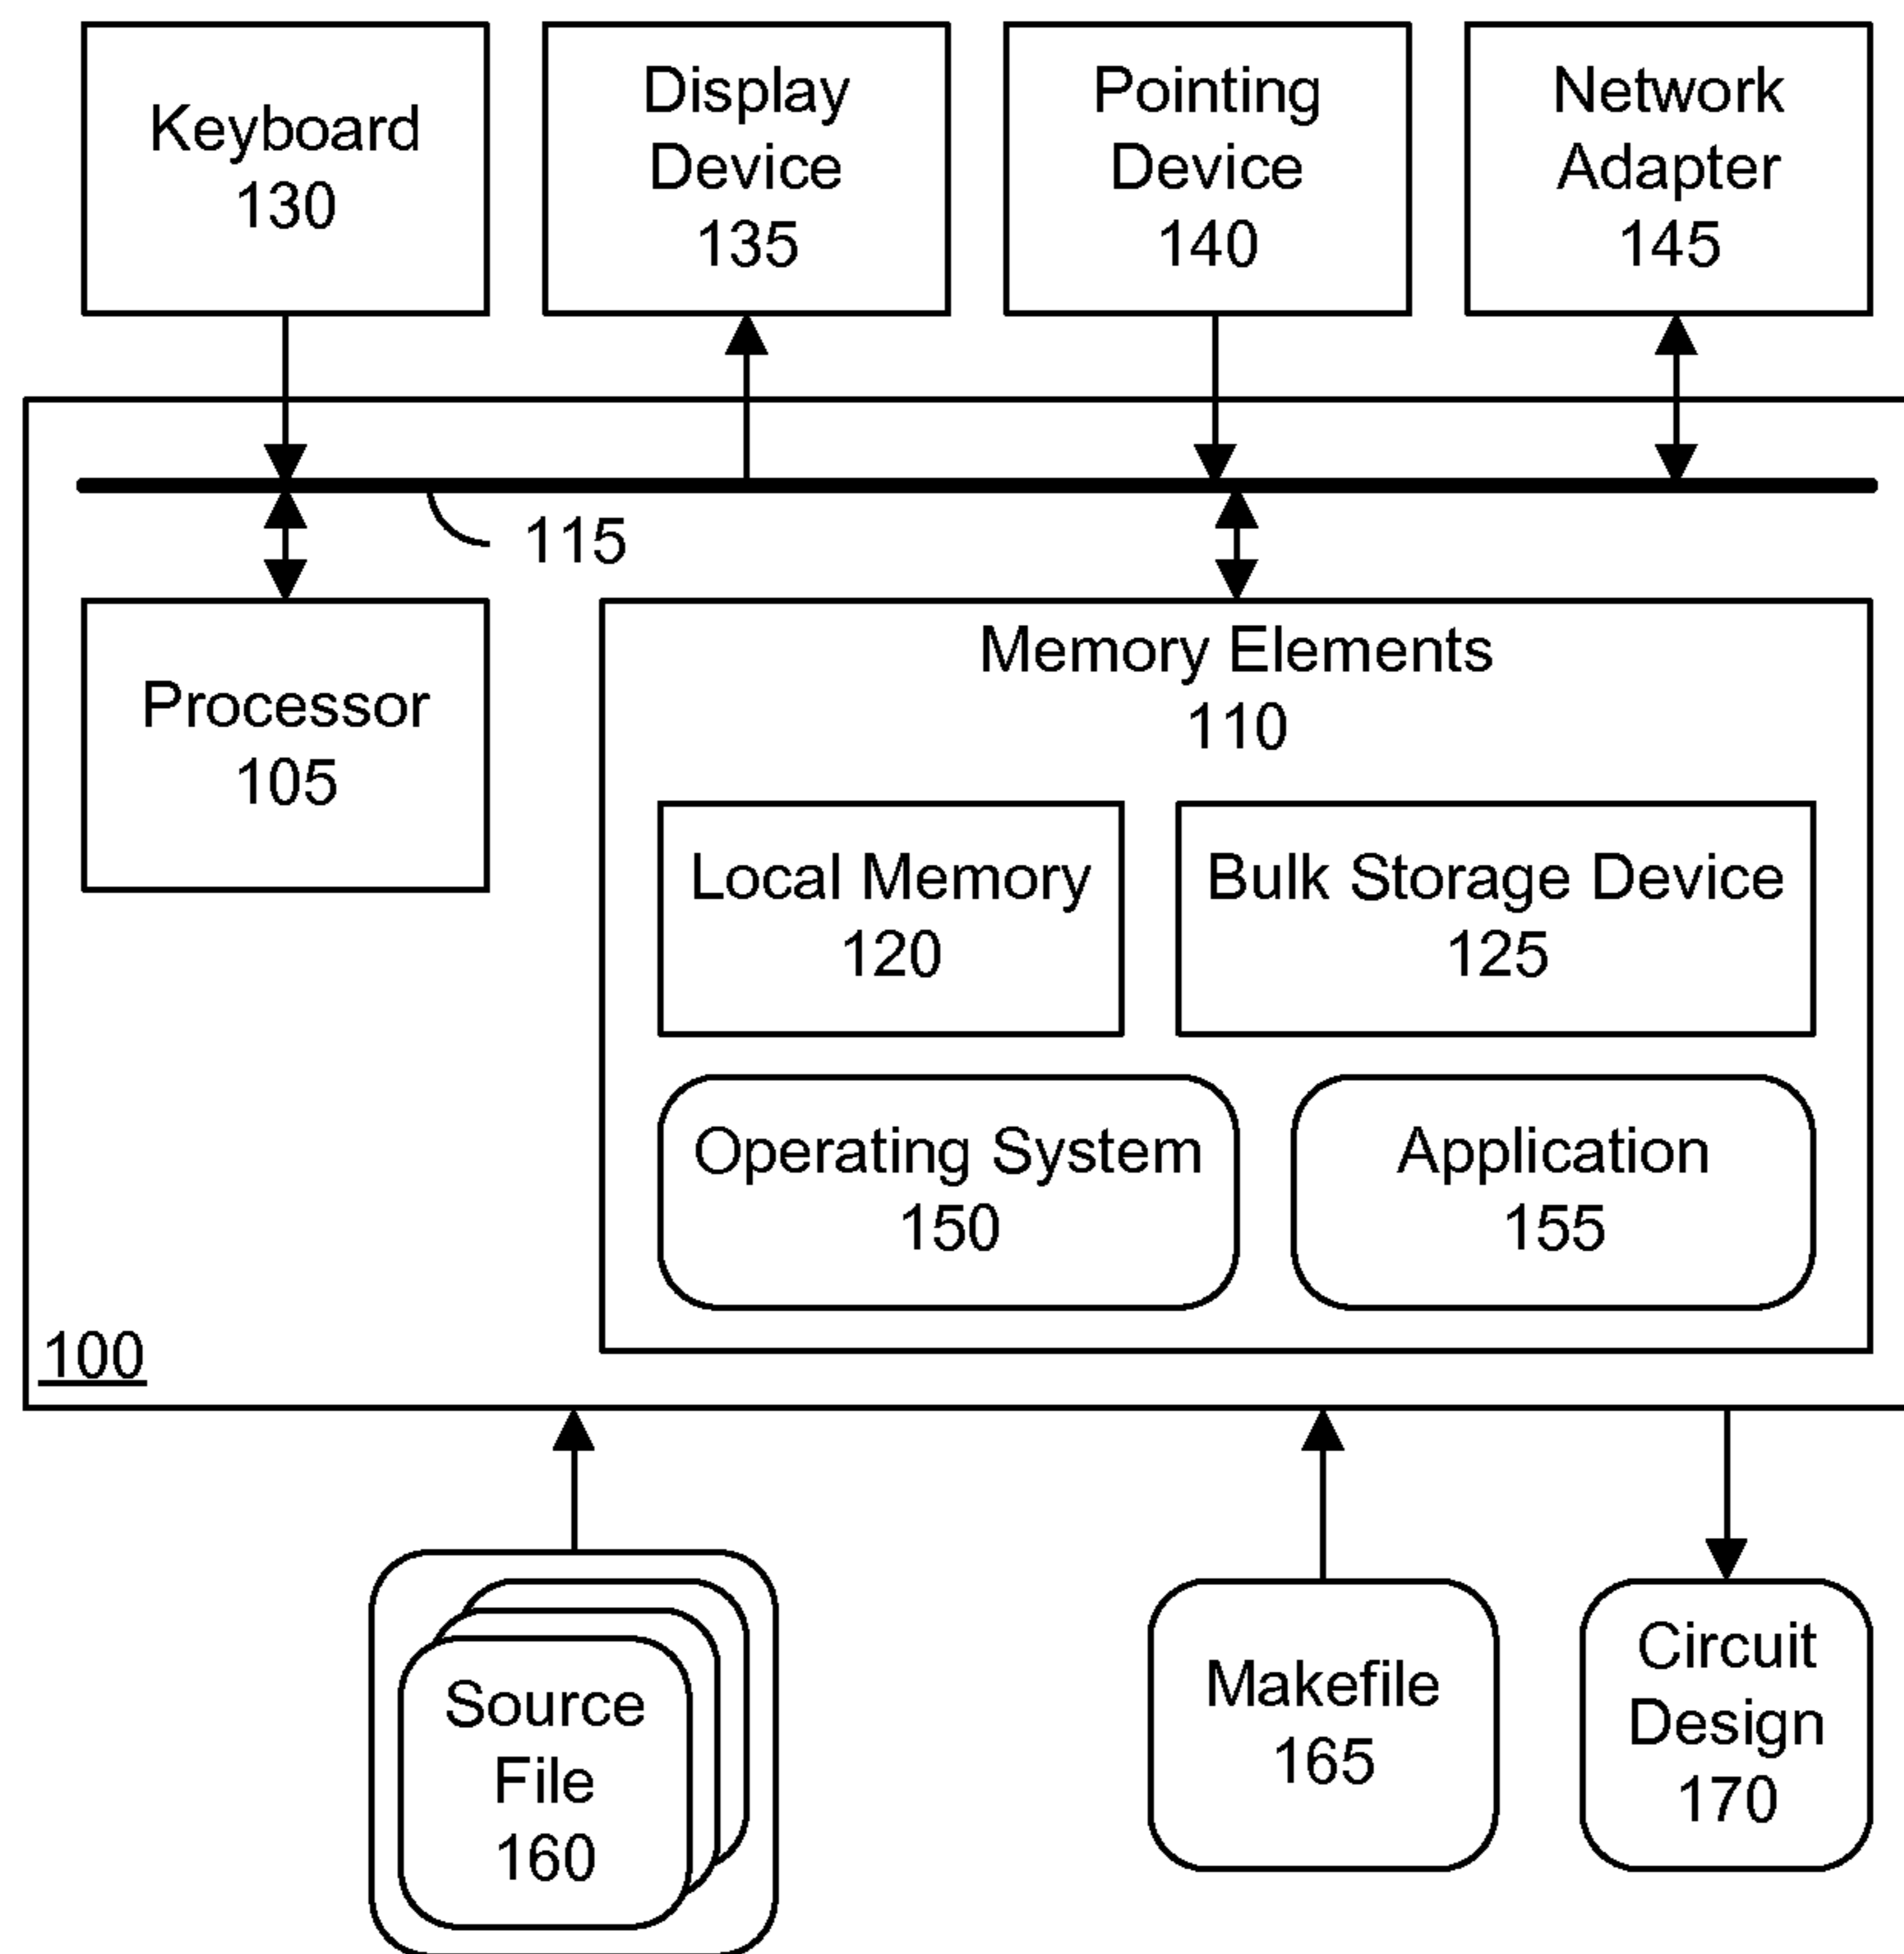 Keyboard
130
Display
Device
135
Pointing
Device
140
Network
Adapter
145
115
Processor
105
Memory Elements
110
Local Memory
120
Bulk Storage Device
125
Operating System
150
Application
155
100
Source
File
160
Makefile
165
Circuit
Design
170